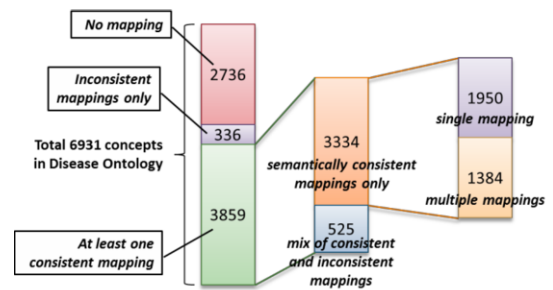 No mapping
Inconsistent
mappings only
Total 6931 concepts
in Disease Ontology
At least one
consistent mapping
2736
336
3859
3334
semantically consistent
mappings only
525
mix of consistent
and inconsistent
mappings
1950
single mapping
1384
multiple mappings